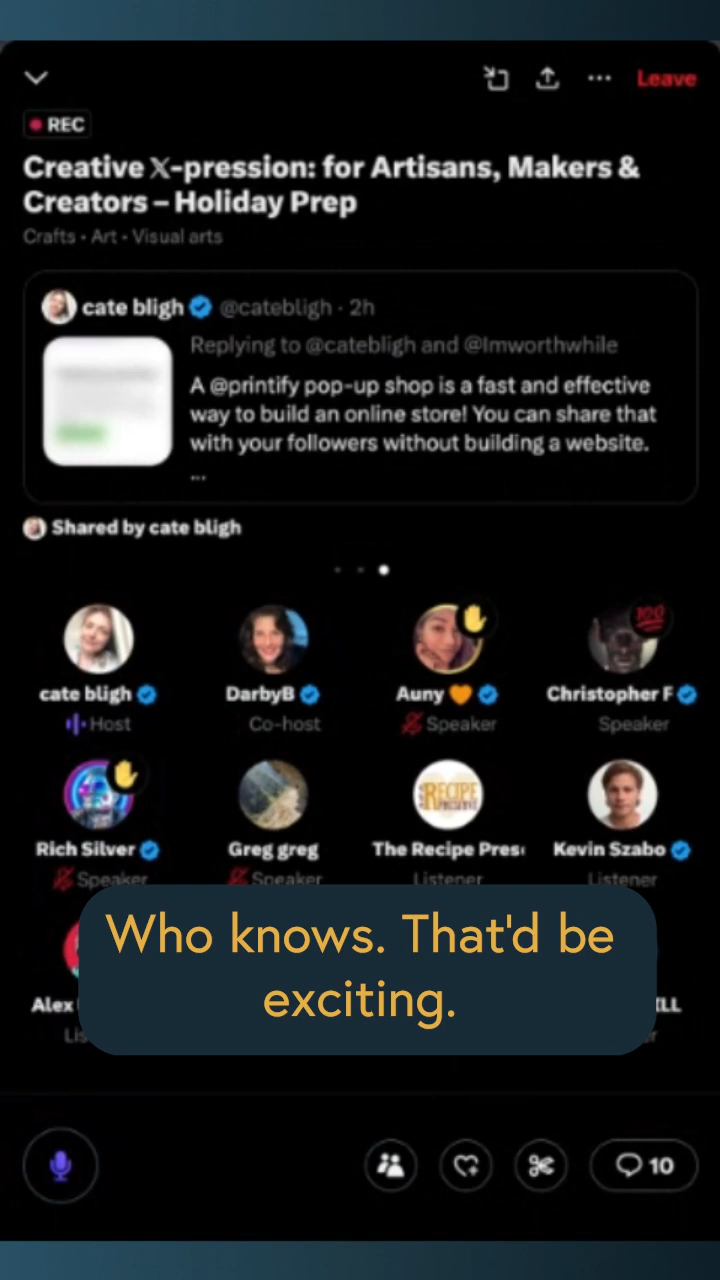 Leave
REC
Creative X-pression: for Artisans, Makers &
Creators – Holiday Prep
Crafts • Art • Visual arts
cate bligh @catebligh · 2h
Replying to @catebligh and @Imworthwhile
A @printify pop-up shop is a fast and effective
way to build an online store! You can share that
with your followers without building a website.
...
Shared by cate bligh
100
cate bligh DarbyB Auny Christopher F
Host Co-host Speaker Speaker
RECIPE
Rich Silver Greg greg The Recipe Pres Kevin Szabo
Speaker Speaker Listener Listener
Who knows. That'd be
exciting.
Alex
10